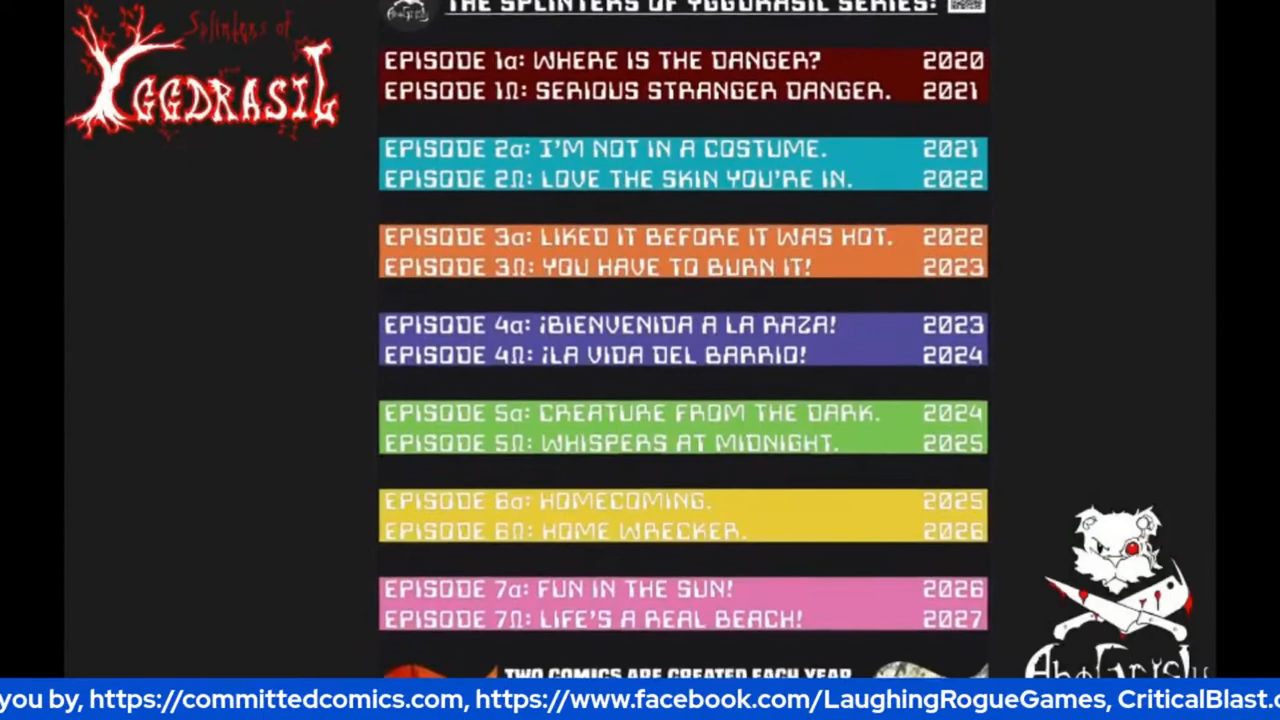 Splinters of
YGGDRASIL
THE SPLINTERS OF YGGDRASIL SERIES:
EPISODE 1α: WHERE IS THE DANGER? 2020
EPISODE 1Ω: SERIOUS STRANGER DANGER. 2021
EPISODE 2α: I'M NOT IN A COSTUME. 2021
EPISODE 2Ω: LOVE THE SKIN YOU'RE IN. 2022
EPISODE 3α: LIKED IT BEFORE IT WAS HOT. 2022
EPISODE 3Ω: YOU HAVE TO BURN IT! 2023
EPISODE 4α: ¡BIENVENIDA A LA RAZA! 2023
EPISODE 4Ω: ¡LA VIDA DEL BARRIO! 2024
EPISODE 5α: CREATURE FROM THE DARK. 2024
EPISODE 5Ω: WHISPERS AT MIDNIGHT. 2025
EPISODE 6α: HOMECOMING. 2025
EPISODE 6Ω: HOME WRECKER. 2026
EPISODE 7α: FUN IN THE SUN! 2026
EPISODE 7Ω: LIFE'S A REAL BEACH! 2027
TWO COMICS ARE CREATED EACH YEAR
you by, https://committedcomics.com, https://www.facebook.com/LaughingRogueGames, CriticalBlast.c